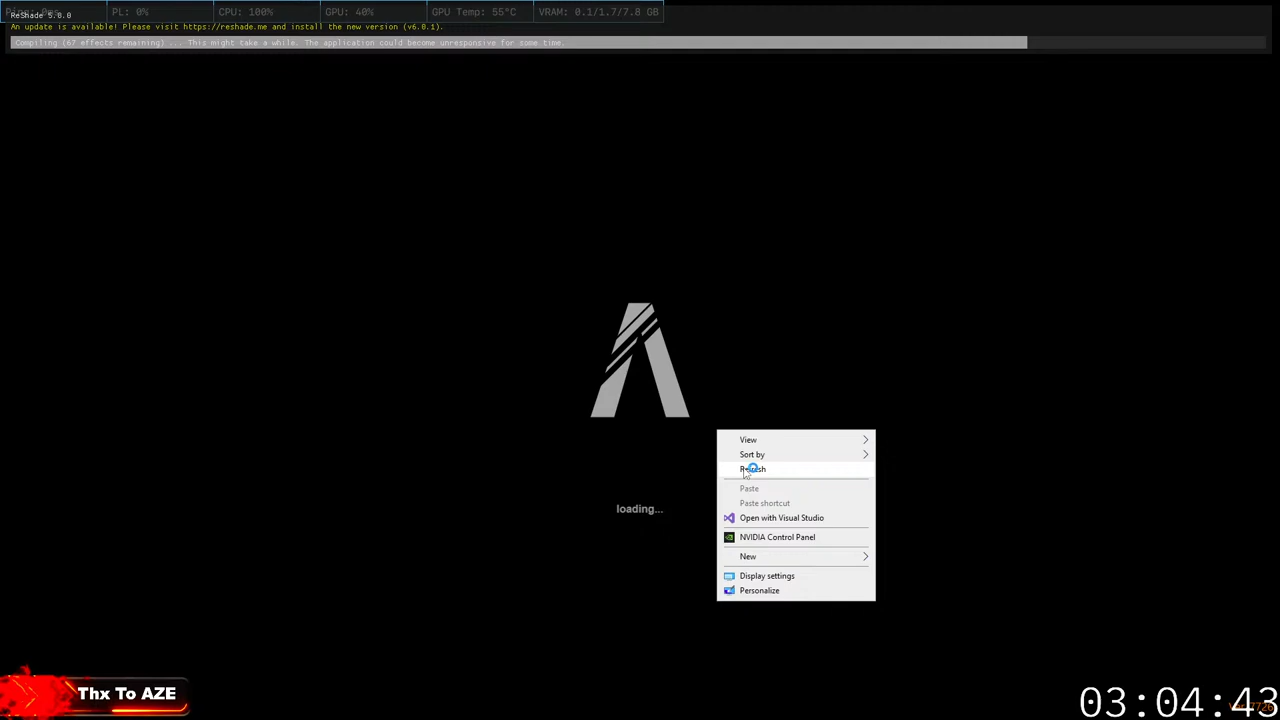 ReShade 5.8.0
PL: 0%
CPU: 100%
GPU: 40%
GPU Temp: 55°C
VRAM: 0.1/1.7/7.8 GB
An update is available! Please visit https://reshade.me and install the new version (v6.0.1).
Compiling (67 effects remaining) ... This might take a while. The application could become unresponsive for some time.
View
Sort by
Refresh
Paste
Paste shortcut
loading...
Open with Visual Studio
NVIDIA Control Panel
New
Display settings
Personalize
Thx To AZE
03:04:43